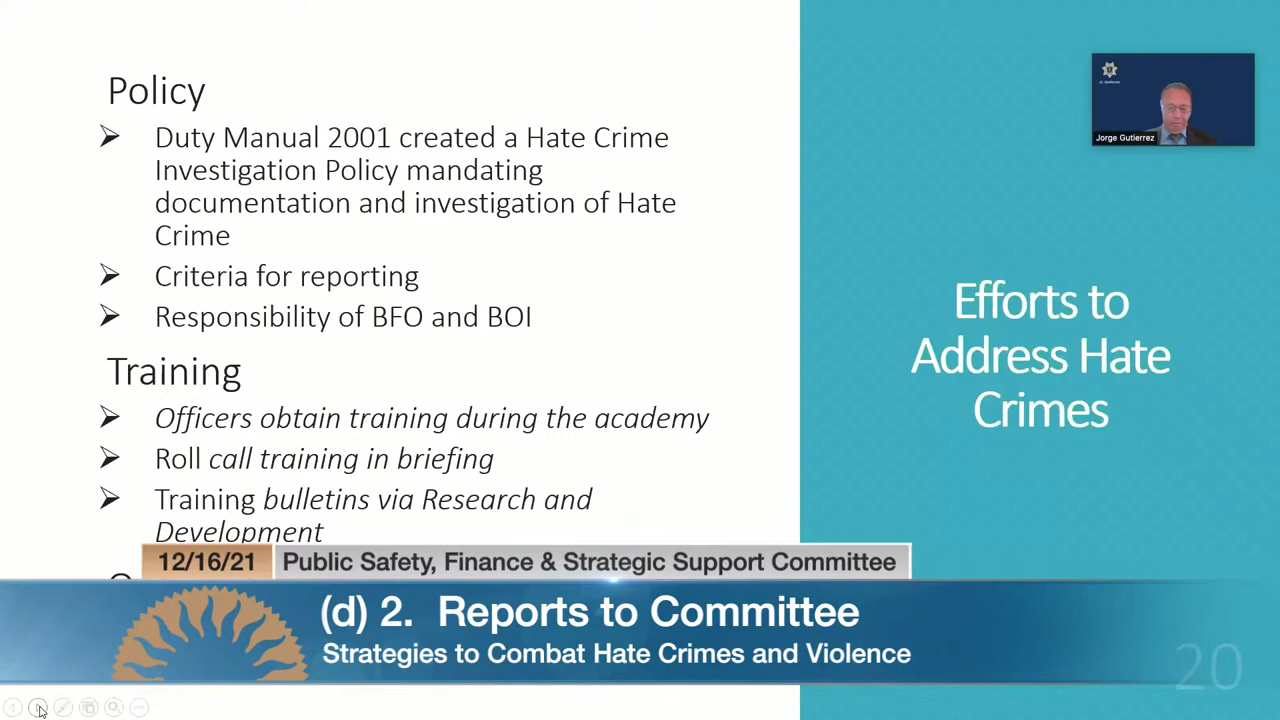 Policy
Duty Manual 2001 created a Hate Crime
Investigation Policy mandating
documentation and investigation of Hate
Crime
Criteria for reporting
Responsibility of BFO and BOI
Training
Officers obtain training during the academy
Roll call training in briefing
Training bulletins via Research and
Development
Jorge Gutierrez
Efforts to
Address Hate
Crimes
12/16/21 Public Safety, Finance & Strategic Support Committee
(d) 2. Reports to Committee
Strategies to Combat Hate Crimes and Violence
20